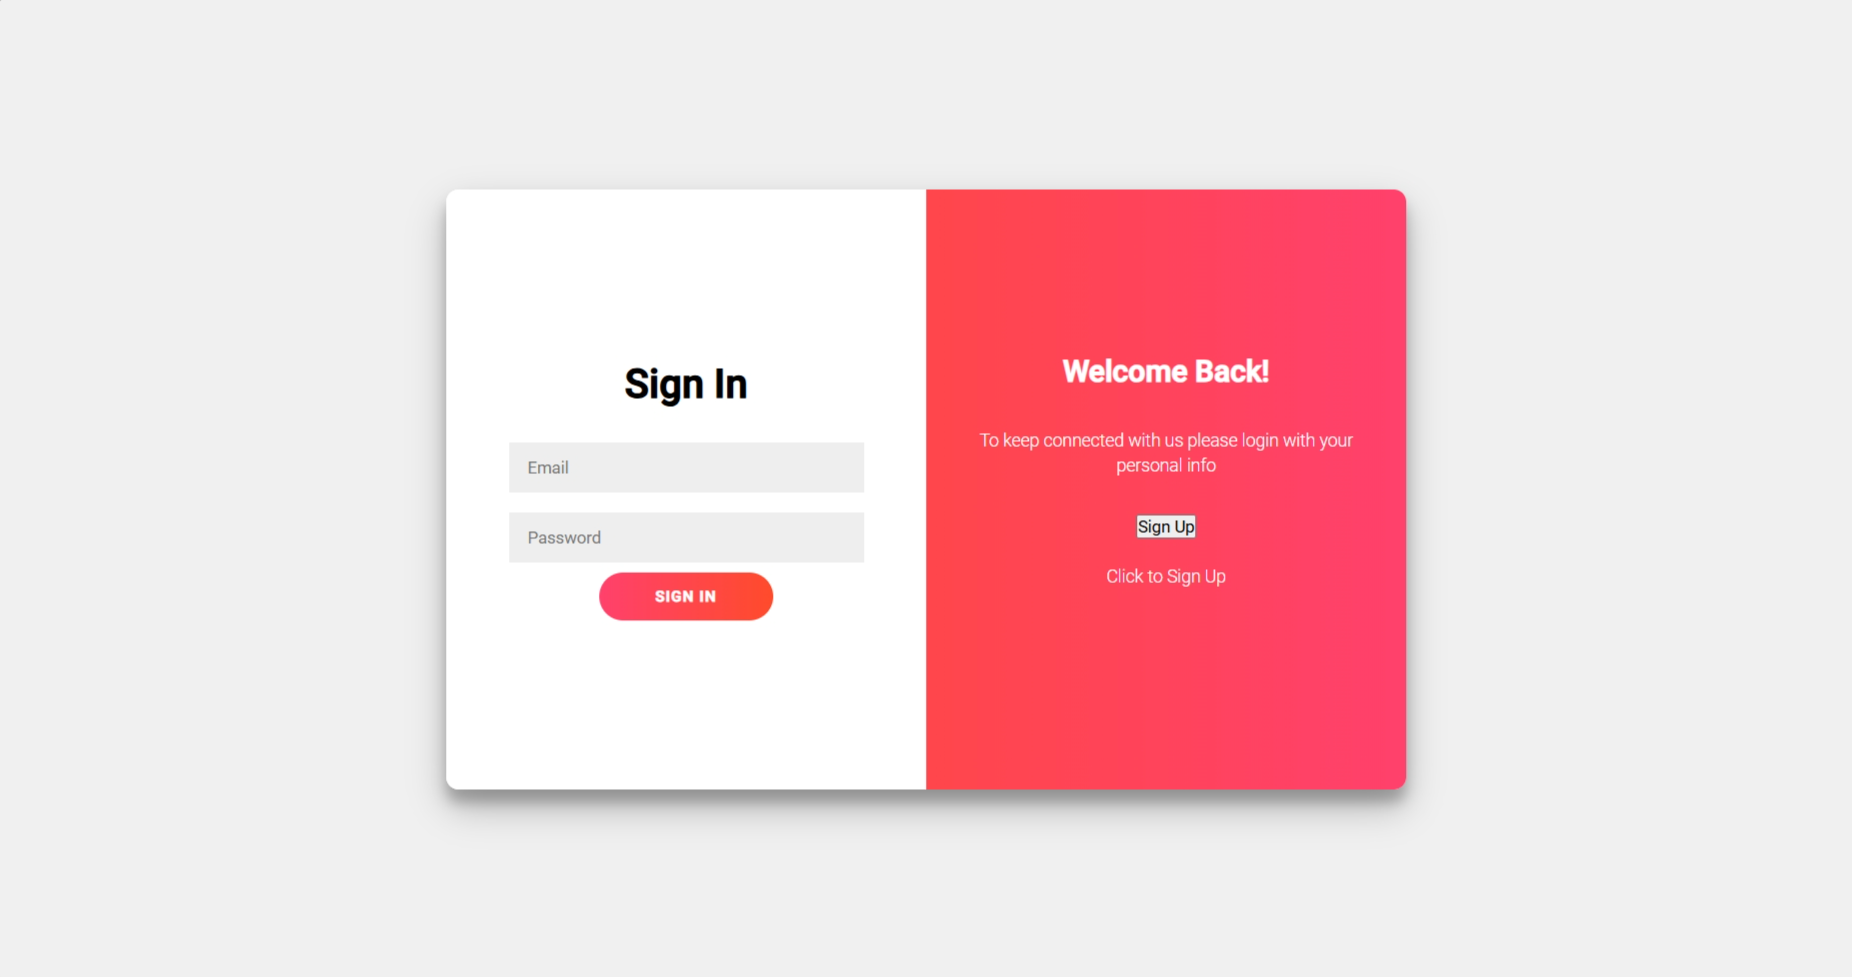 Sign In
Email
Password
SIGN IN
Welcome Back!
To keep connected with us please login with your
personal info
Sign Up
Click to Sign Up